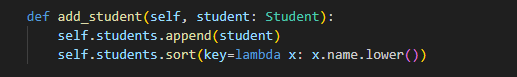 def add_student(self, student: Student):
    self.students.append(student)
    self.students.sort(key=lambda x: x.name.lower())